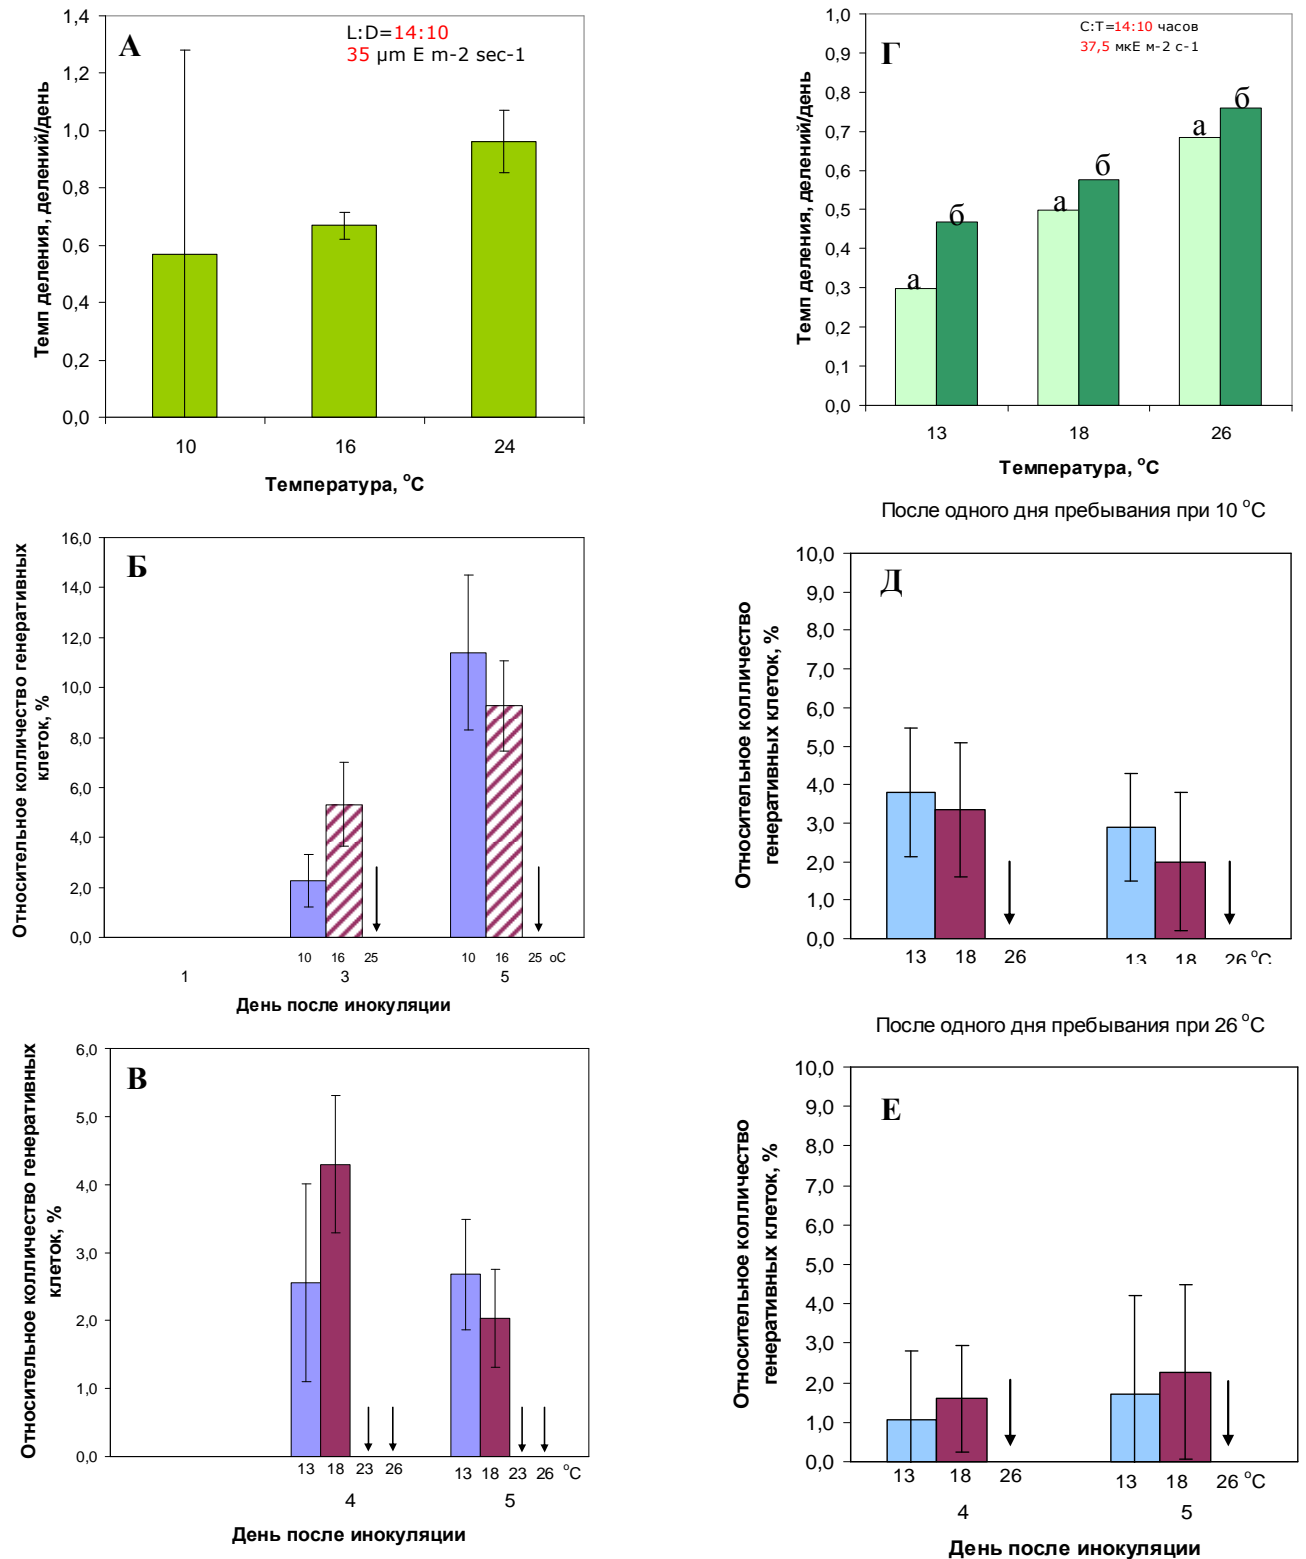 А
L:D=14:10
35 µm E m-2 sec-1
Темп деления, делений/день
1,4
1,2
1,0
0,8
0,6
0,4
0,2
0,0
10 16 24
Температура, °C
Г
С:Т=14:10 часов
37,5 мкЕ м-2 с-1
Темп деления, делений/день
1,0
0,9
0,8
0,7
0,6
0,5
0,4
0,3
0,2
0,1
0,0
а б а б а б
13 18 26
Температура, °C
Б
Относительное колличество генеративных
клеток, %
16,0
14,0
12,0
10,0
8,0
6,0
4,0
2,0
0,0
10 16 25 10 16 25 oC
1 3 5
День после инокуляции
После одного дня пребывания при 10 °C
Д
Относительное колличество
генеративных клеток, %
10,0
9,0
8,0
7,0
6,0
5,0
4,0
3,0
2,0
1,0
0,0
13 18 26 13 18 26 °C
В
Относительное колличество генеративных
клеток, %
6,0
5,0
4,0
3,0
2,0
1,0
0,0
13 18 23 26 13 18 23 26 °C
4 5
День после инокуляции
После одного дня пребывания при 26 °C
Е
Относительное колличество
генеративных клеток, %
10,0
9,0
8,0
7,0
6,0
5,0
4,0
3,0
2,0
1,0
0,0
13 18 26 13 18 26 °C
4 5
День после инокуляции